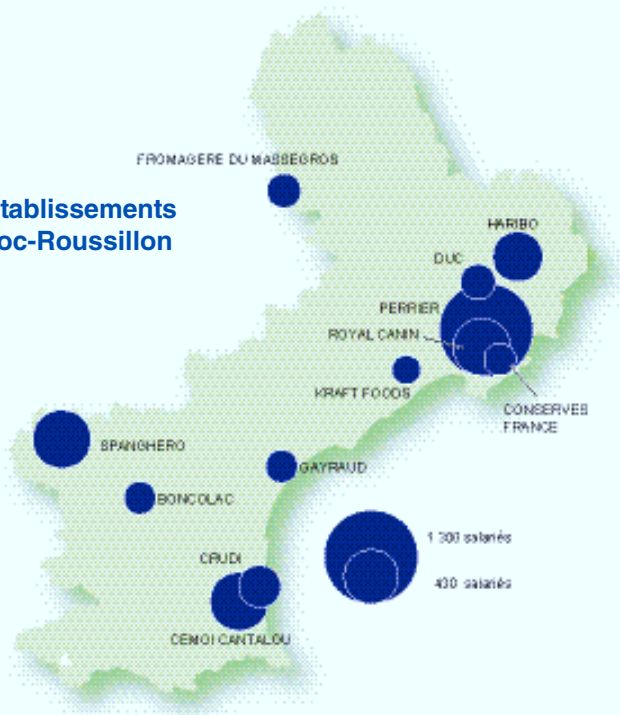 FROMAGERE DU MASSEGROS
tablissements
oc-Roussillon
HARIBO
DUC
PERRIER
ROYAL CANIN
KRAFT FOODS
CONSERVES
FRANCE
SPANGHERO
GAYRAUD
BONCOLAC
1 300 salariés
CRUDI
400 salariés
CEMOI CANTALOU